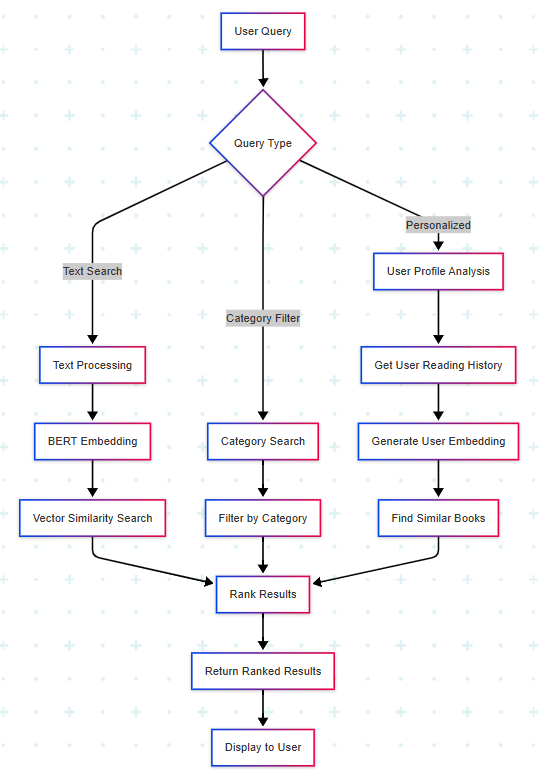 User Query
Query Type
Personalized
Text Search
User Profile Analysis
Category Filter
Text Processing
Get User Reading History
BERT Embedding
Category Search
Generate User Embedding
Vector Similarity Search
Filter by Category
Find Similar Books
Rank Results
Return Ranked Results
Display to User